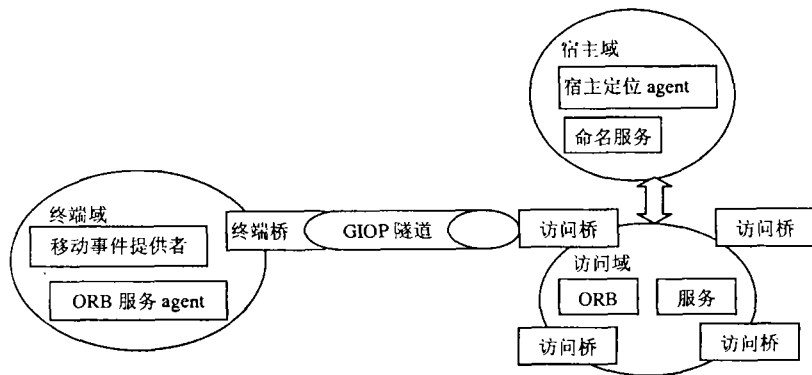 宿主域
宿主定位 agent
命名服务
终端域
移动事件提供者
ORB 服务 agent
终端桥
GIOP 隧道
访问桥
访问桥
访问域
ORB
服务
访问桥
访问桥